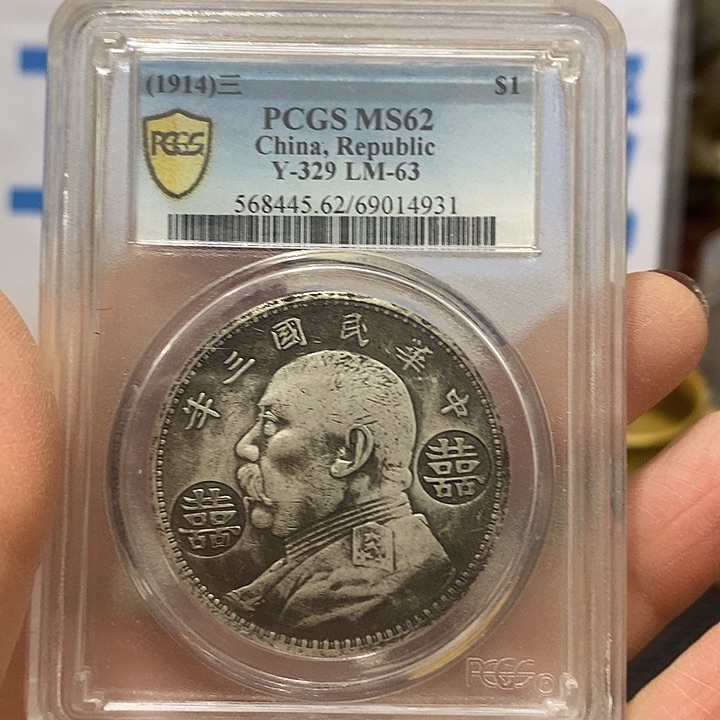 (1914)三 $1
PCGS MS62
China, Republic
Y-329 LM-63
568445.62/69014931
PCGS
中華民國三年
囍
囍
PCGS